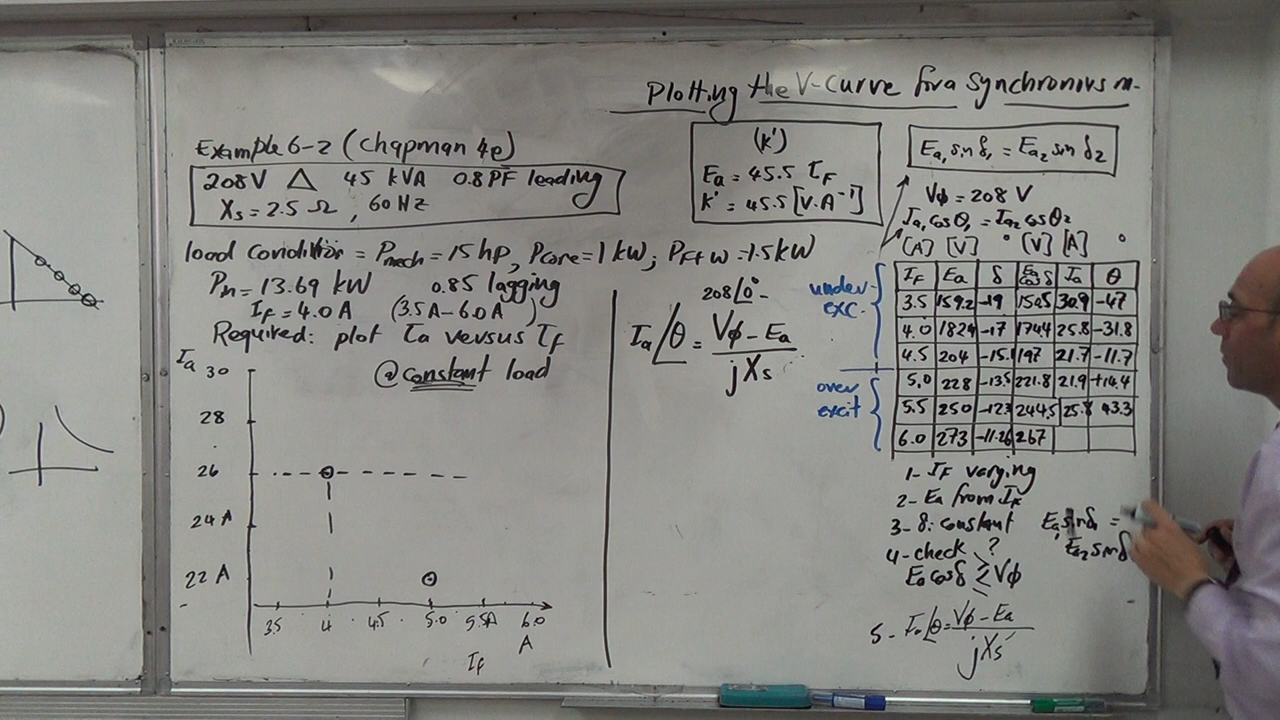 Plotting the V-Curve for a Synchronous m.
Example 6-2 (Chapman 4e)
208V Δ 45 kVA 0.8 PF leading
Xs = 2.5 Ω , 60 Hz
(K')
Ea = 45.5 IF
K' = 45.5 [V.A⁻¹]
Ea1 sin δ1 = Ea2 sin δ2
Vϕ = 208 V
Ia1 cos θ1 = Ia2 cos θ2
load condition = Pmech = 15 hp, Pcore = 1 kW, PF+W = 1.5 kW
Pin = 13.69 kW 0.85 lagging
IF = 4.0 A (3.5A - 6.0A)
Required: plot Ia versus IF
@ constant load
208∠0°
Ia∠θ = Vϕ - Ea
jXs
under-exc.
over excit
[A] [V] ° [V] [A] °
IF Ea δ Ea cos δ Ia θ
3.5 159.2 -19 150.5 30.9 -47
4.0 182 -17 174.4 25.8 -31.8
4.5 204 -15.1 197 21.7 -11.7
5.0 228 -13.5 221.8 21.9 +14.4
5.5 250 -12.3 244.5 25.8 43.3
6.0 273 -11.26 267
1- IF varying
2- Ea from IF
3- δ: constant Ea1 sin δ1 =
Ea2 sin δ
4- check ?
Ea cos δ ⋛ Vϕ
5- Ia∠θ = Vϕ - Ea
jXs
Ia
30
28
26
24 A
22 A
3.5 4 4.5 5.0 5.5A 6.0
A
If